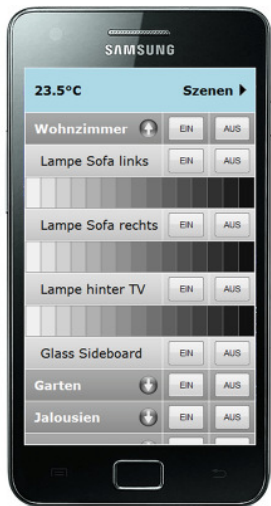 SAMSUNG
23.5°C Szenen
Wohnzimmer EIN AUS
Lampe Sofa links EIN AUS
Lampe Sofa rechts EIN AUS
Lampe hinter TV EIN AUS
Glass Sideboard EIN AUS
Garten EIN AUS
Jalousien EIN AUS